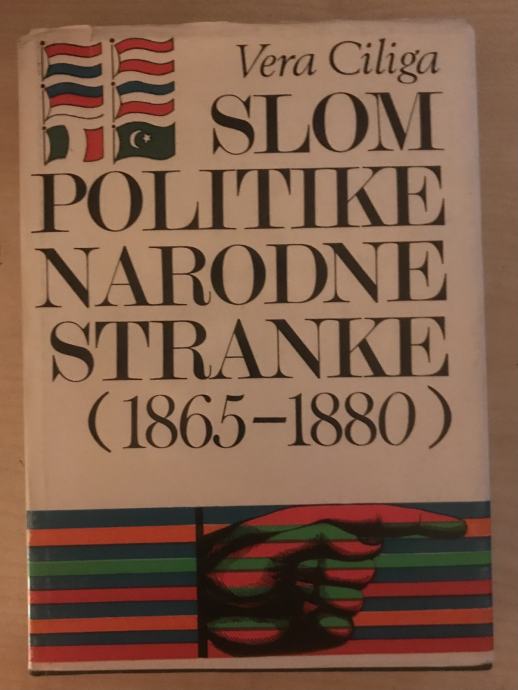 Vera Ciliga
SLOM
POLITIKE
NARODNE
STRANKE
(1865–1880)